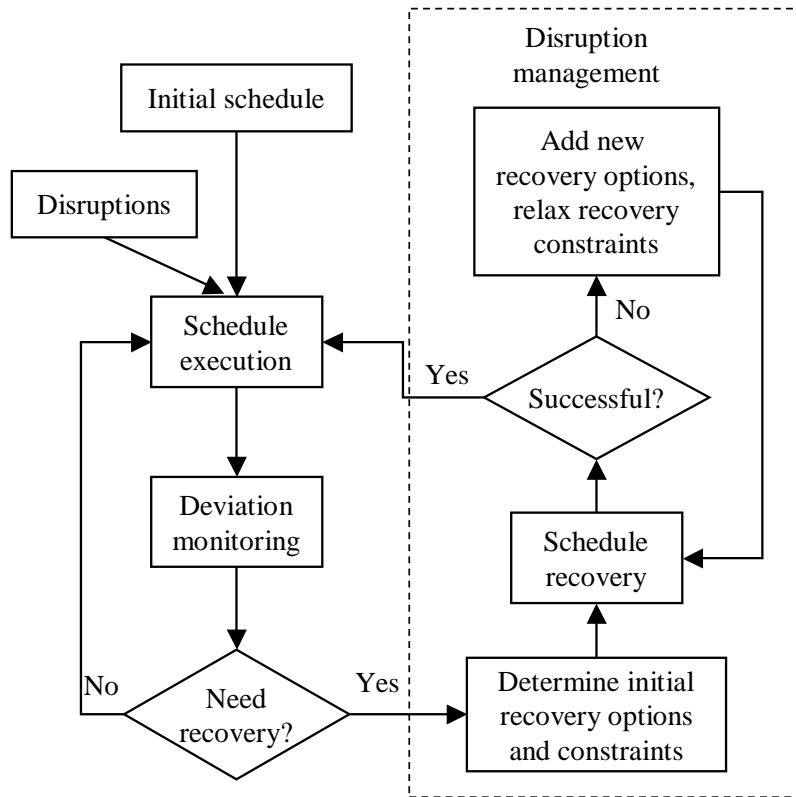 Disruption
management
Initial schedule
Add new
recovery options,
relax recovery
constraints
Disruptions
Schedule
execution
No
Yes
Successful?
Deviation
monitoring
Schedule
recovery
No
Need
recovery?
Yes
Determine initial
recovery options
and constraints